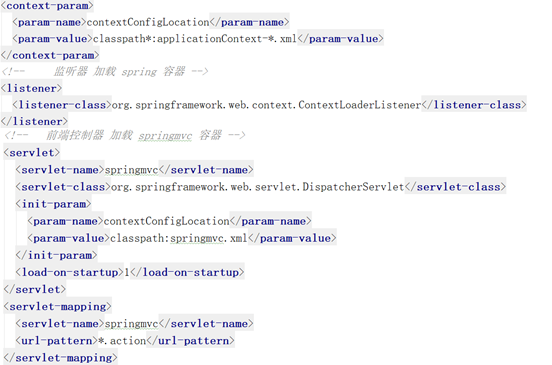 <context-param>
<param-name>contextConfigLocation</param-name>
<param-value>classpath*:applicationContext-*.xml</param-value>
</context-param>
<!-- 监听器 加载 spring 容器 -->
<listener>
<listener-class>org.springframework.web.context.ContextLoaderListener</listener-class>
</listener>
<!-- 前端控制器 加载 springmvc 容器 -->
<servlet>
<servlet-name>springmvc</servlet-name>
<servlet-class>org.springframework.web.servlet.DispatcherServlet</servlet-class>
<init-param>
<param-name>contextConfigLocation</param-name>
<param-value>classpath:springmvc.xml</param-value>
</init-param>
<load-on-startup>1</load-on-startup>
</servlet>
<servlet-mapping>
<servlet-name>springmvc</servlet-name>
<url-pattern>*.action</url-pattern>
</servlet-mapping>